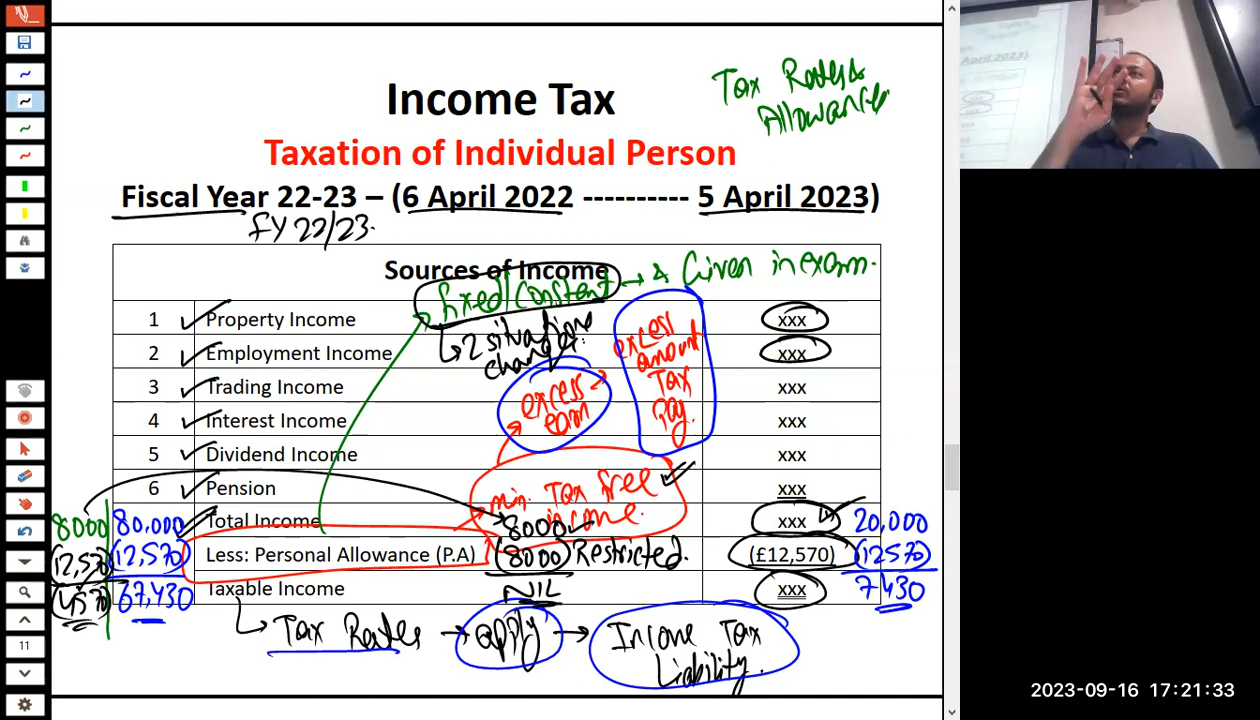 Tax Rates &
Allowances
Income Tax
Taxation of Individual Person
Fiscal Year 22-23 – (6 April 2022 ---------- 5 April 2023)
FY 22/23.
Sources of Income
fixed/Constant → Given in exam.
↳ 2 situations
change:
excess
amount
Tax
Pay.
excess
earn
1 Property Income xxx
2 Employment Income xxx
3 Trading Income xxx
4 Interest Income xxx
5 Dividend Income xxx
6 Pension xxx
min. Tax free
income.
8000 80,000 Total Income 8000 xxx 20,000
(12,570) (12,570) Less: Personal Allowance (P.A) (8000) Restricted. (£12,570) (12570)
(4570) 67,430 Taxable Income NIL xxx 7430
Tax Rates → apply → Income Tax
Liability.
11
2023-09-16 17:21:33